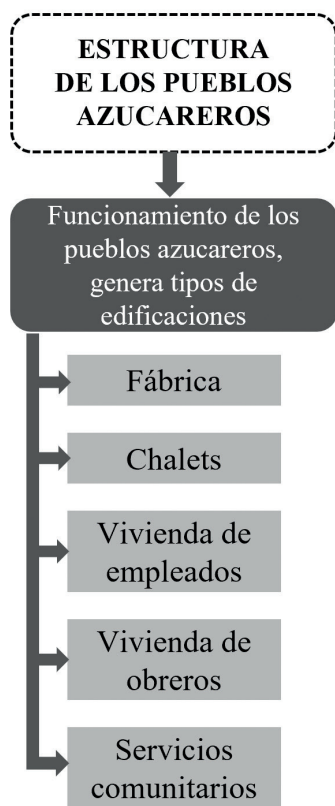 ESTRUCTURA
DE LOS PUEBLOS
AZUCAREROS
Funcionamiento de los
pueblos azucareros,
genera tipos de
edificaciones
Fábrica
Chalets
Vivienda de
empleados
Vivienda de
obreros
Servicios
comunitarios